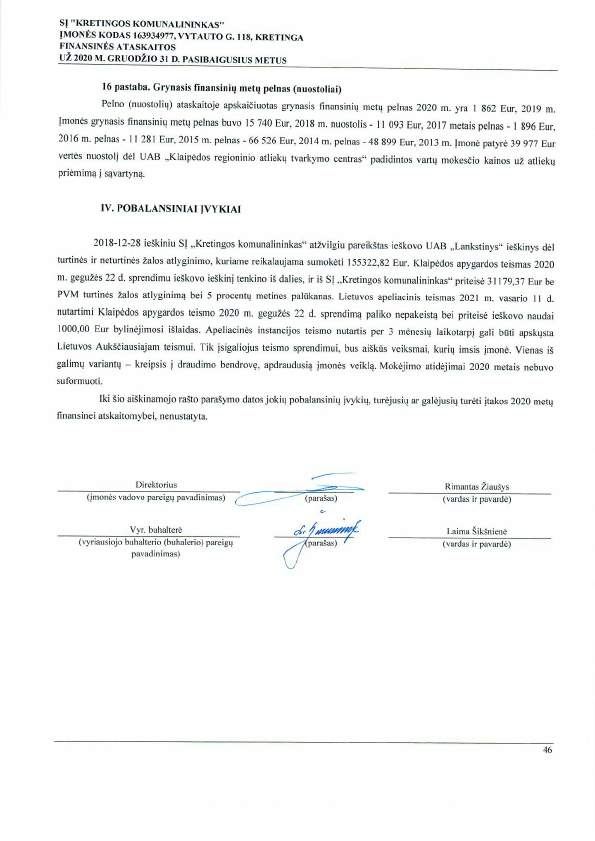 SĮ "KRETINGOS KOMUNALININKAS"
ĮMONĖS KODAS 163934977, VYTAUTO G. 118, KRETINGA
FINANSINĖS ATASKAITOS
UŽ 2020 M. GRUODŽIO 31 D. PASIBAIGUSIUS METUS
16 pastaba. Grynasis finansinių metų pelnas (nuostoliai)
Pelno (nuostolių) ataskaitoje apskaičiuotas grynasis finansinių metų pelnas 2020 m. yra 1 862 Eur, 2019 m.
Įmonės grynasis finansinių metų pelnas buvo 15 740 Eur, 2018 m. nuostolis - 11 093 Eur, 2017 metais pelnas - 1 896 Eur,
2016 m. pelnas - 11 281 Eur, 2015 m. pelnas - 66 526 Eur, 2014 m. pelnas - 48 899 Eur, 2013 m. Įmonė patyrė 39 977 Eur
vertės nuostolį dėl UAB „Klaipėdos regioninio atliekų tvarkymo centras“ padidintos vartų mokesčio kainos už atliekų
priėmimą į sąvartyną.
IV. POBALANSINIAI ĮVYKIAI
2018-12-28 ieškiniu SĮ „Kretingos komunalininkas“ atžvilgiu pareikštas ieškovo UAB „Lankstinys“ ieškinys dėl
turtinės ir neturtinės žalos atlyginimo, kuriame reikalaujama sumokėti 155322,82 Eur. Klaipėdos apygardos teismas 2020
m. gegužės 22 d. sprendimu ieškovo ieškinį tenkino iš dalies, ir iš SĮ „Kretingos komunalininkas“ priteisė 31179,37 Eur be
PVM turtinės žalos atlyginimą bei 5 procentų metines palūkanas. Lietuvos apeliacinis teismas 2021 m. vasario 11 d.
nutartimi Klaipėdos apygardos teismo 2020 m. gegužės 22 d. sprendimą paliko nepakeistą bei priteisė ieškovo naudai
1000,00 Eur bylinėjimosi išlaidas. Apeliacinės instancijos teismo nutartis per 3 mėnesių laikotarpį gali būti apskųsta
Lietuvos Aukščiausiajam teismui. Tik įsigaliojus teismo sprendimui, bus aiškūs veiksmai, kurių imsis įmonė. Vienas iš
galimų variantų – kreipsis į draudimo bendrovę, apdraudusią įmonės veiklą. Mokėjimo atidėjimai 2020 metais nebuvo
suformuoti.
Iki šio aiškinamojo rašto parašymo datos jokių pobalansinių įvykių, turėjusių ar galėjusių turėti įtakos 2020 metų
finansinei atskaitomybei, nenustatyta.
Direktorius Rimantas Žiaušys
(įmonės vadovo pareigų pavadinimas) (parašas) (vardas ir pavardė)
Vyr. buhalterė Laima Šikšnienė
(vyriausiojo buhalterio (buhalerio) pareigų (parašas) (vardas ir pavardė)
pavadinimas)
46